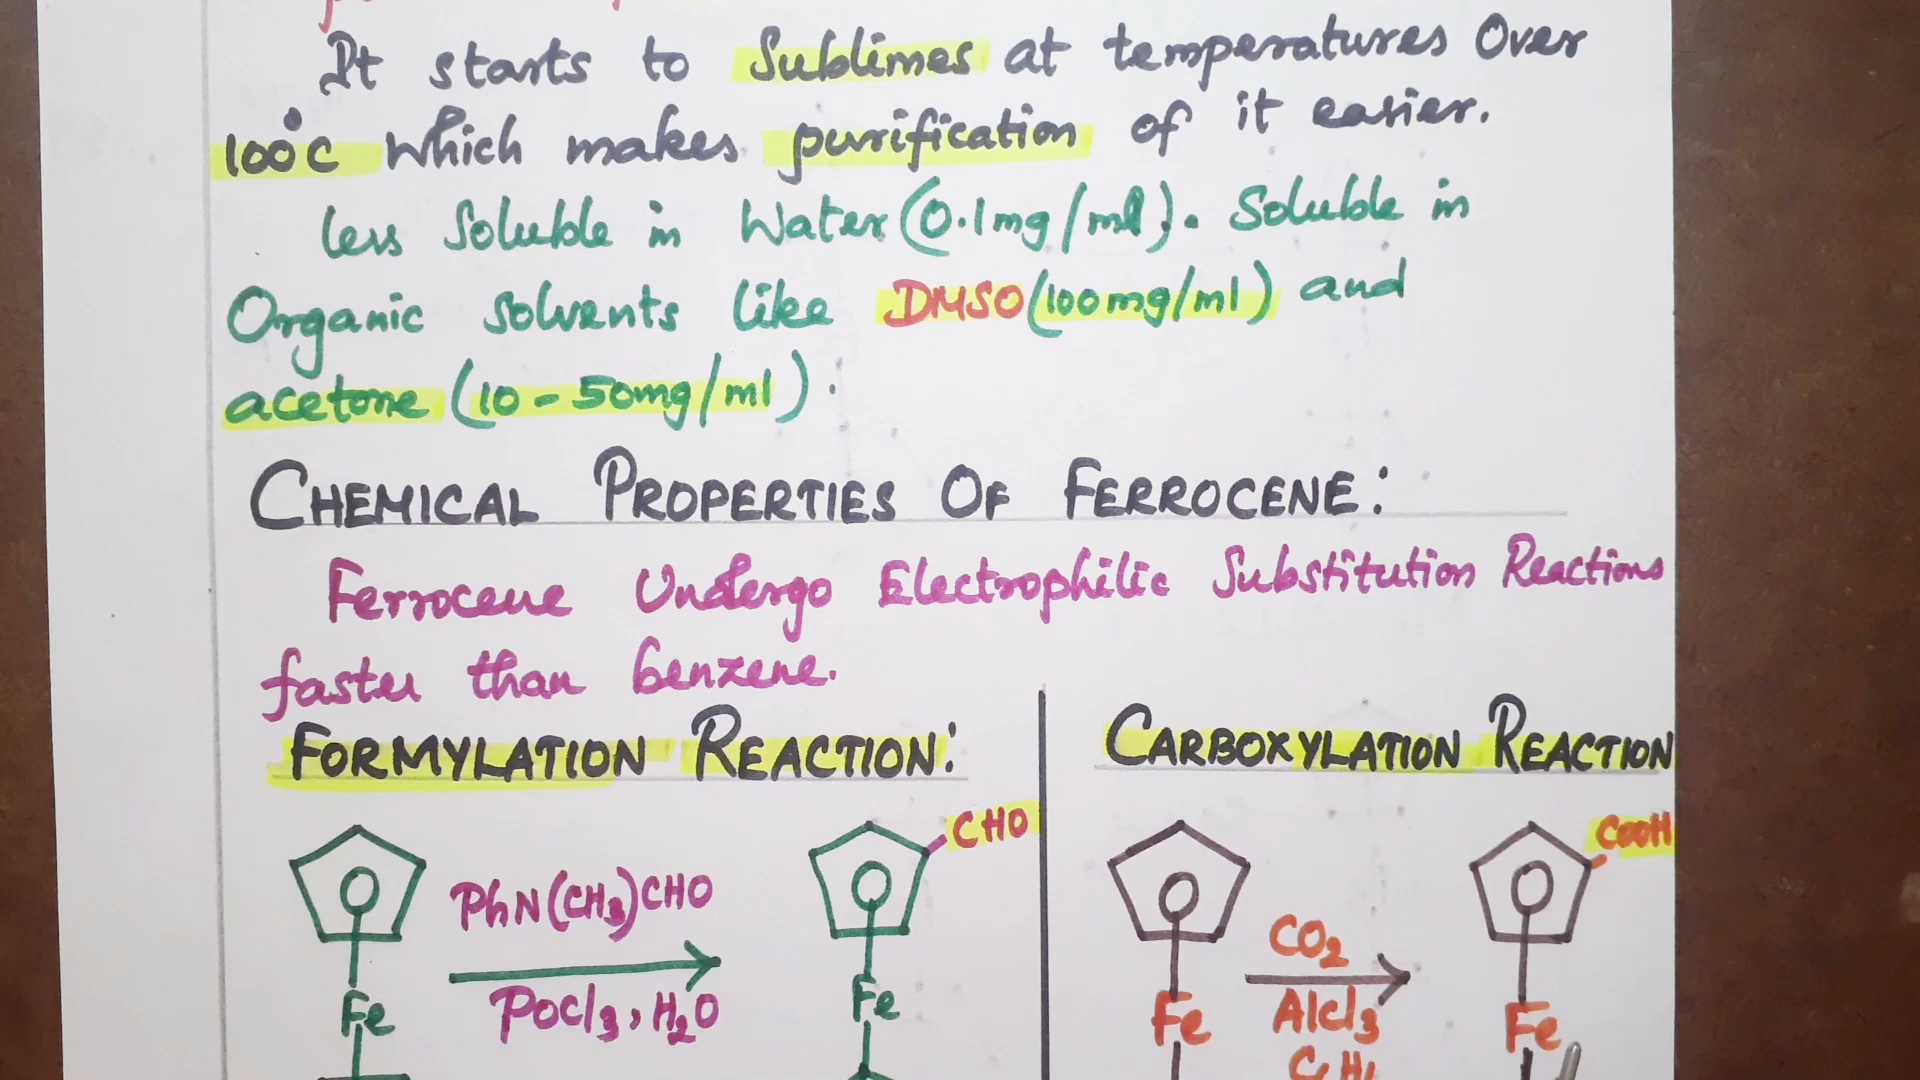 It starts to Sublimes at temperatures Over
100°C which makes purification of it easier.
less Soluble in Water (0.1mg/ml). Soluble in
Organic solvents like DMSO (100mg/ml) and
acetone (10-50mg/ml).
CHEMICAL PROPERTIES OF FERROCENE:
Ferrocene Undergo Electrophilic Substitution Reactions
faster than benzene.
FORMYLATION REACTION:
CARBOXYLATION REACTION
CHO
COOH
PhN(CH3)CHO
POCl3, H2O
CO2
AlCl3
Fe
Fe
Fe
Fe